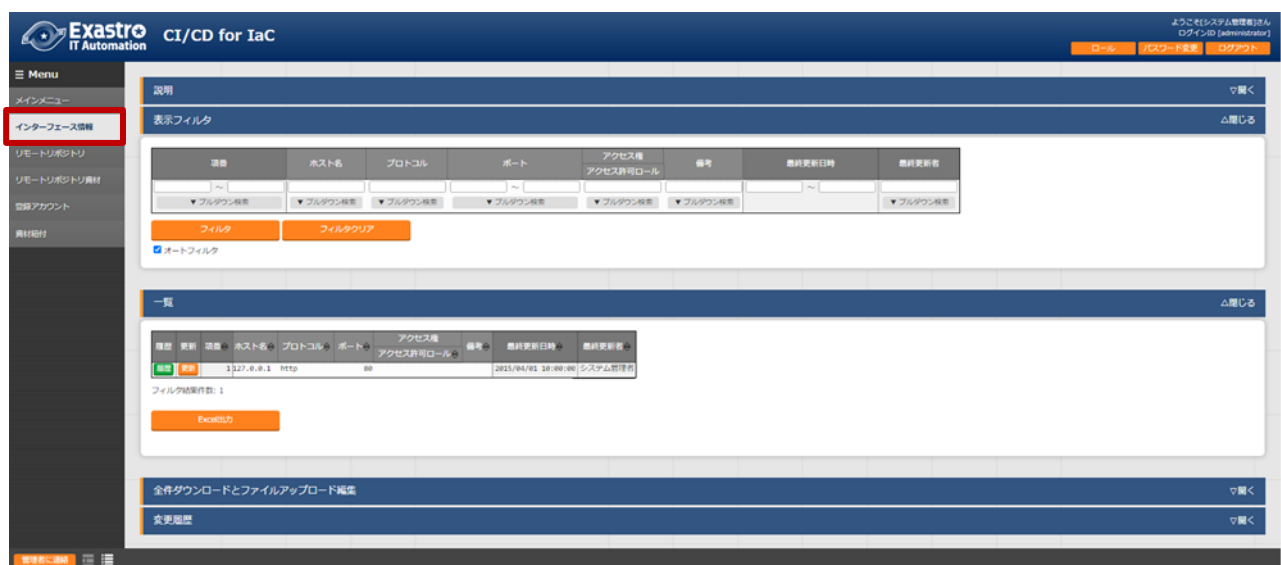 Exastro
IT Automation
CI/CD for IaC
ようこそ[システム管理者]さん
ログインID [administrator]
ロール
パスワード変更
ログアウト
Menu
メインメニュー
インターフェース情報
リモートリポジトリ
リモートリポジトリ資材
登録アカウント
資材紐付
説明
▽開く
表示フィルタ
△閉じる
項番 ホスト名 プロトコル ポート アクセス権 備考 最終更新日時 最終更新者
アクセス許可ロール
～ ～ ～
▼ プルダウン検索 ▼ プルダウン検索 ▼ プルダウン検索 ▼ プルダウン検索 ▼ プルダウン検索 ▼ プルダウン検索 ▼ プルダウン検索
フィルタ
フィルタクリア
オートフィルタ
一覧
△閉じる
履歴 更新 項番 ホスト名 プロトコル ポート アクセス権 備考 最終更新日時 最終更新者
アクセス許可ロール
履歴 更新 1 127.0.0.1 http 80 2015/04/01 10:00:00 システム管理者
フィルタ結果件数: 1
Excel出力
全件ダウンロードとファイルアップロード編集
▽開く
変更履歴
▽開く
管理者に連絡